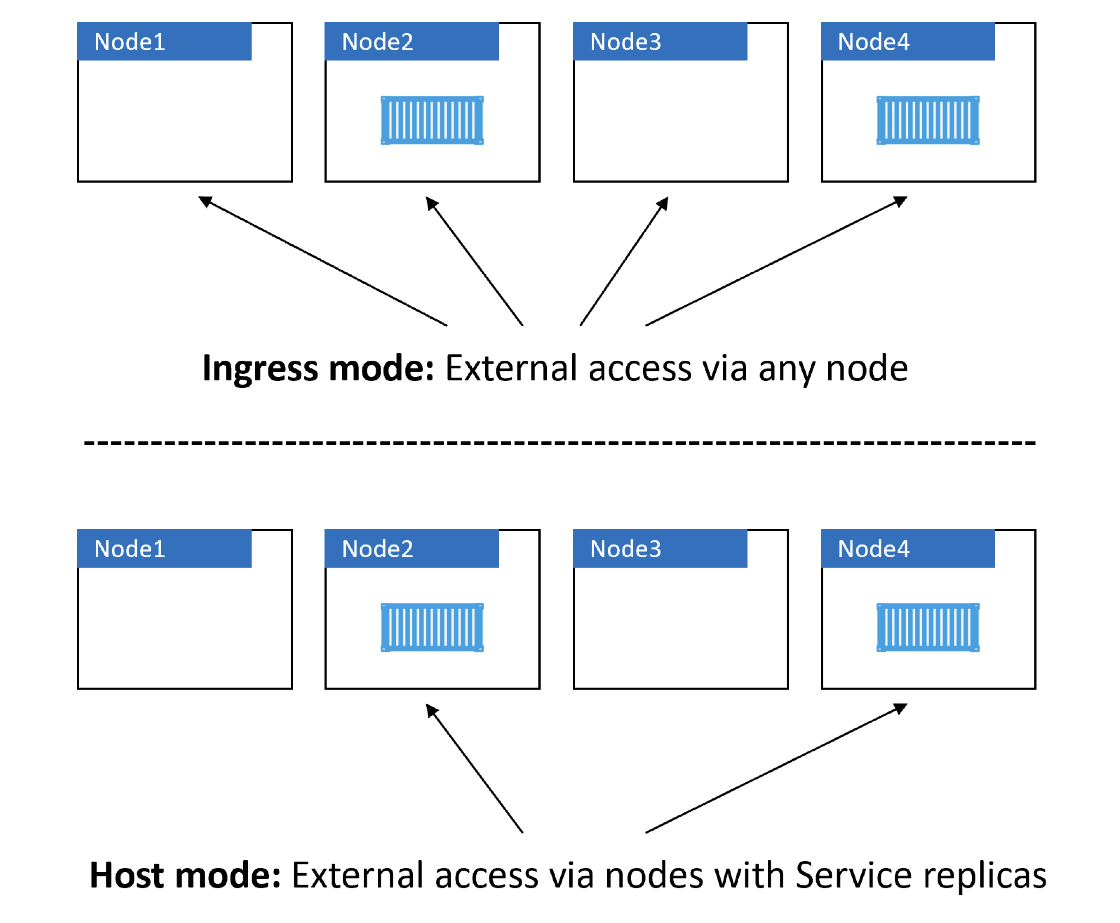 Node1
Node2
Node3
Node4
Ingress mode: External access via any node
Node1
Node2
Node3
Node4
Host mode: External access via nodes with Service replicas